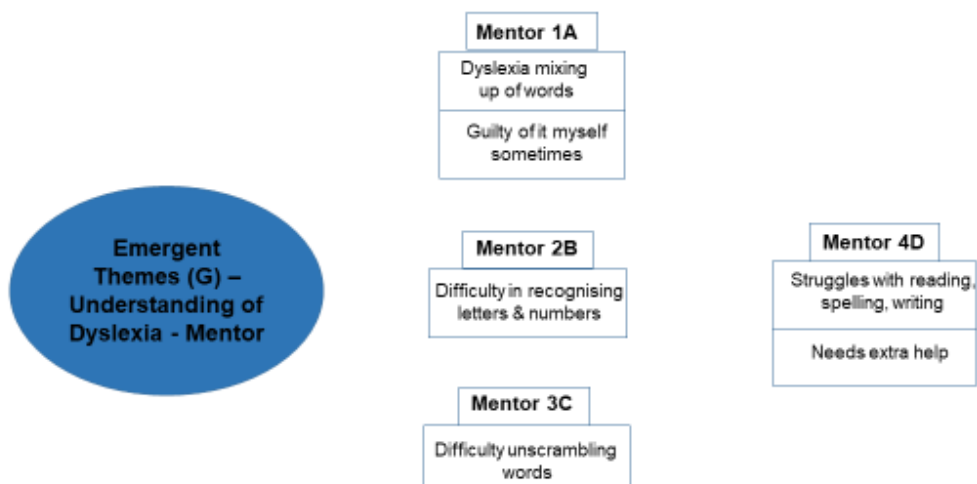 Emergent
Themes (G) –
Understanding of
Dyslexia - Mentor
Mentor 1A
Dyslexia mixing
up of words
Guilty of it myself
sometimes
Mentor 2B
Difficulty in recognising
letters & numbers
Mentor 3C
Difficulty unscrambling
words
Mentor 4D
Struggles with reading,
spelling, writing
Needs extra help